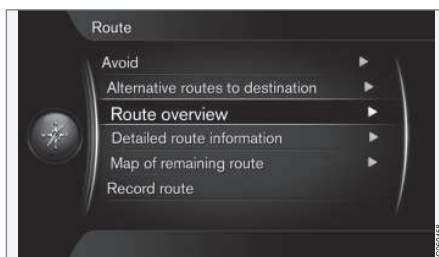 Route
Avoid
Alternative routes to destination
Route overview
Detailed route information
Map of remaining route
Record route